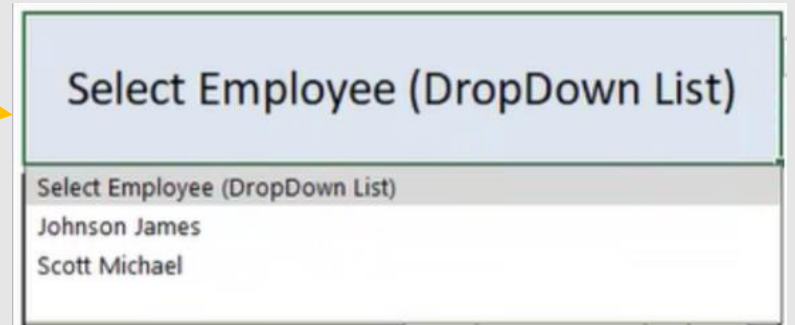 Select Employee (DropDown List)
Select Employee (DropDown List)
Johnson James
Scott Michael